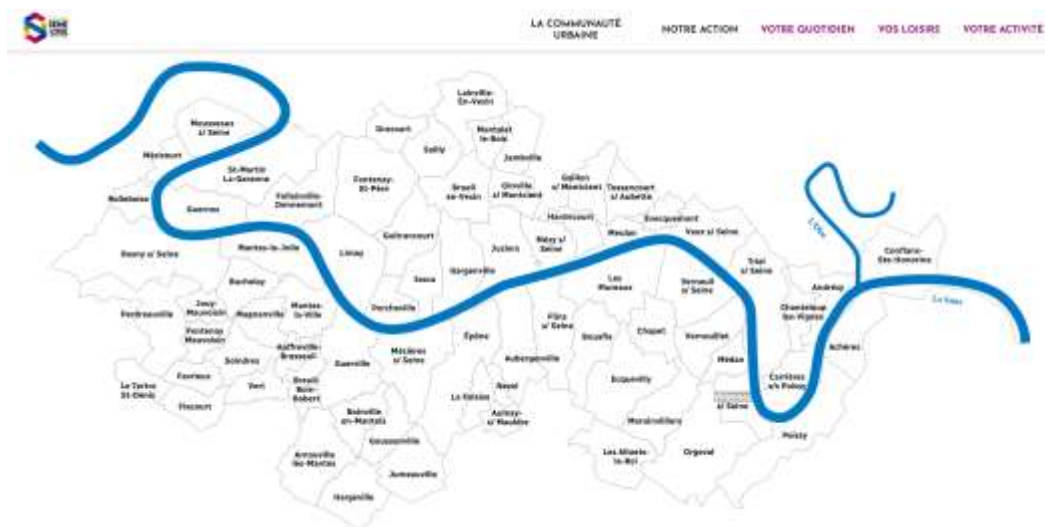 LA COMMUNAUTÉ
URBAINE
NOTRE ACTION
VOTRE QUOTIDIEN
VOS LOISIRS
VOTRE ACTIVITÉ
Lainville-
En-Vexin
Mousseaux
s/ Seine
Drocourt
Montalet
le-Bois
Sailly
Méricourt
Jambville
St-Martin
La-Garenne
Fontenay-
St-Père
Gaillon
s/ Montcient
Brueil
en-Vexin
Oinville
s/ Montcient
Tessancourt
s/ Aubette
Rolleboise
Follainville-
Dennemont
Guernes
Hardricourt
Evecquemont
Guitrancourt
Meulan
Vaux s/ Seine
L'Oise
Mézy s/
Seine
Rosny s/ Seine
Mantes-la-Jolie
Limay
Juziers
Conflans-
Ste-Honorine
Triel
s/ Seine
Gargenville
Issou
Buchelay
Les
Mureaux
Verneuil
s/ Seine
Andrésy
La Seine
Jouy-
Mauvoisin
Mantes-
la-Ville
Porcheville
Chanteloup
les-Vignes
Perdreauville
Magnanville
Flins
s/ Seine
Fontenay
Mauvoisin
Chapet
Epône
Bouafle
Vernouillet
Achères
Auffreville-
Brasseuil
Soindres
Guerville
Mézières
s/ Seine
Aubergenville
Médan
Favrieux
Carrières
s/s Poissy
Le Tertre
St-Denis
Vert
Breuil
Bois-
Robert
Ecquevilly
Nézel
La Falaise
Flacourt
s/ Seine
Boinville
en-Mantois
Aulnay-
s/ Mauldre
Morainvilliers
Poissy
Goussonville
Arnouville
les-Mantes
Les Alluets-
le-Roi
Orgeval
Jumeauville
Hargeville